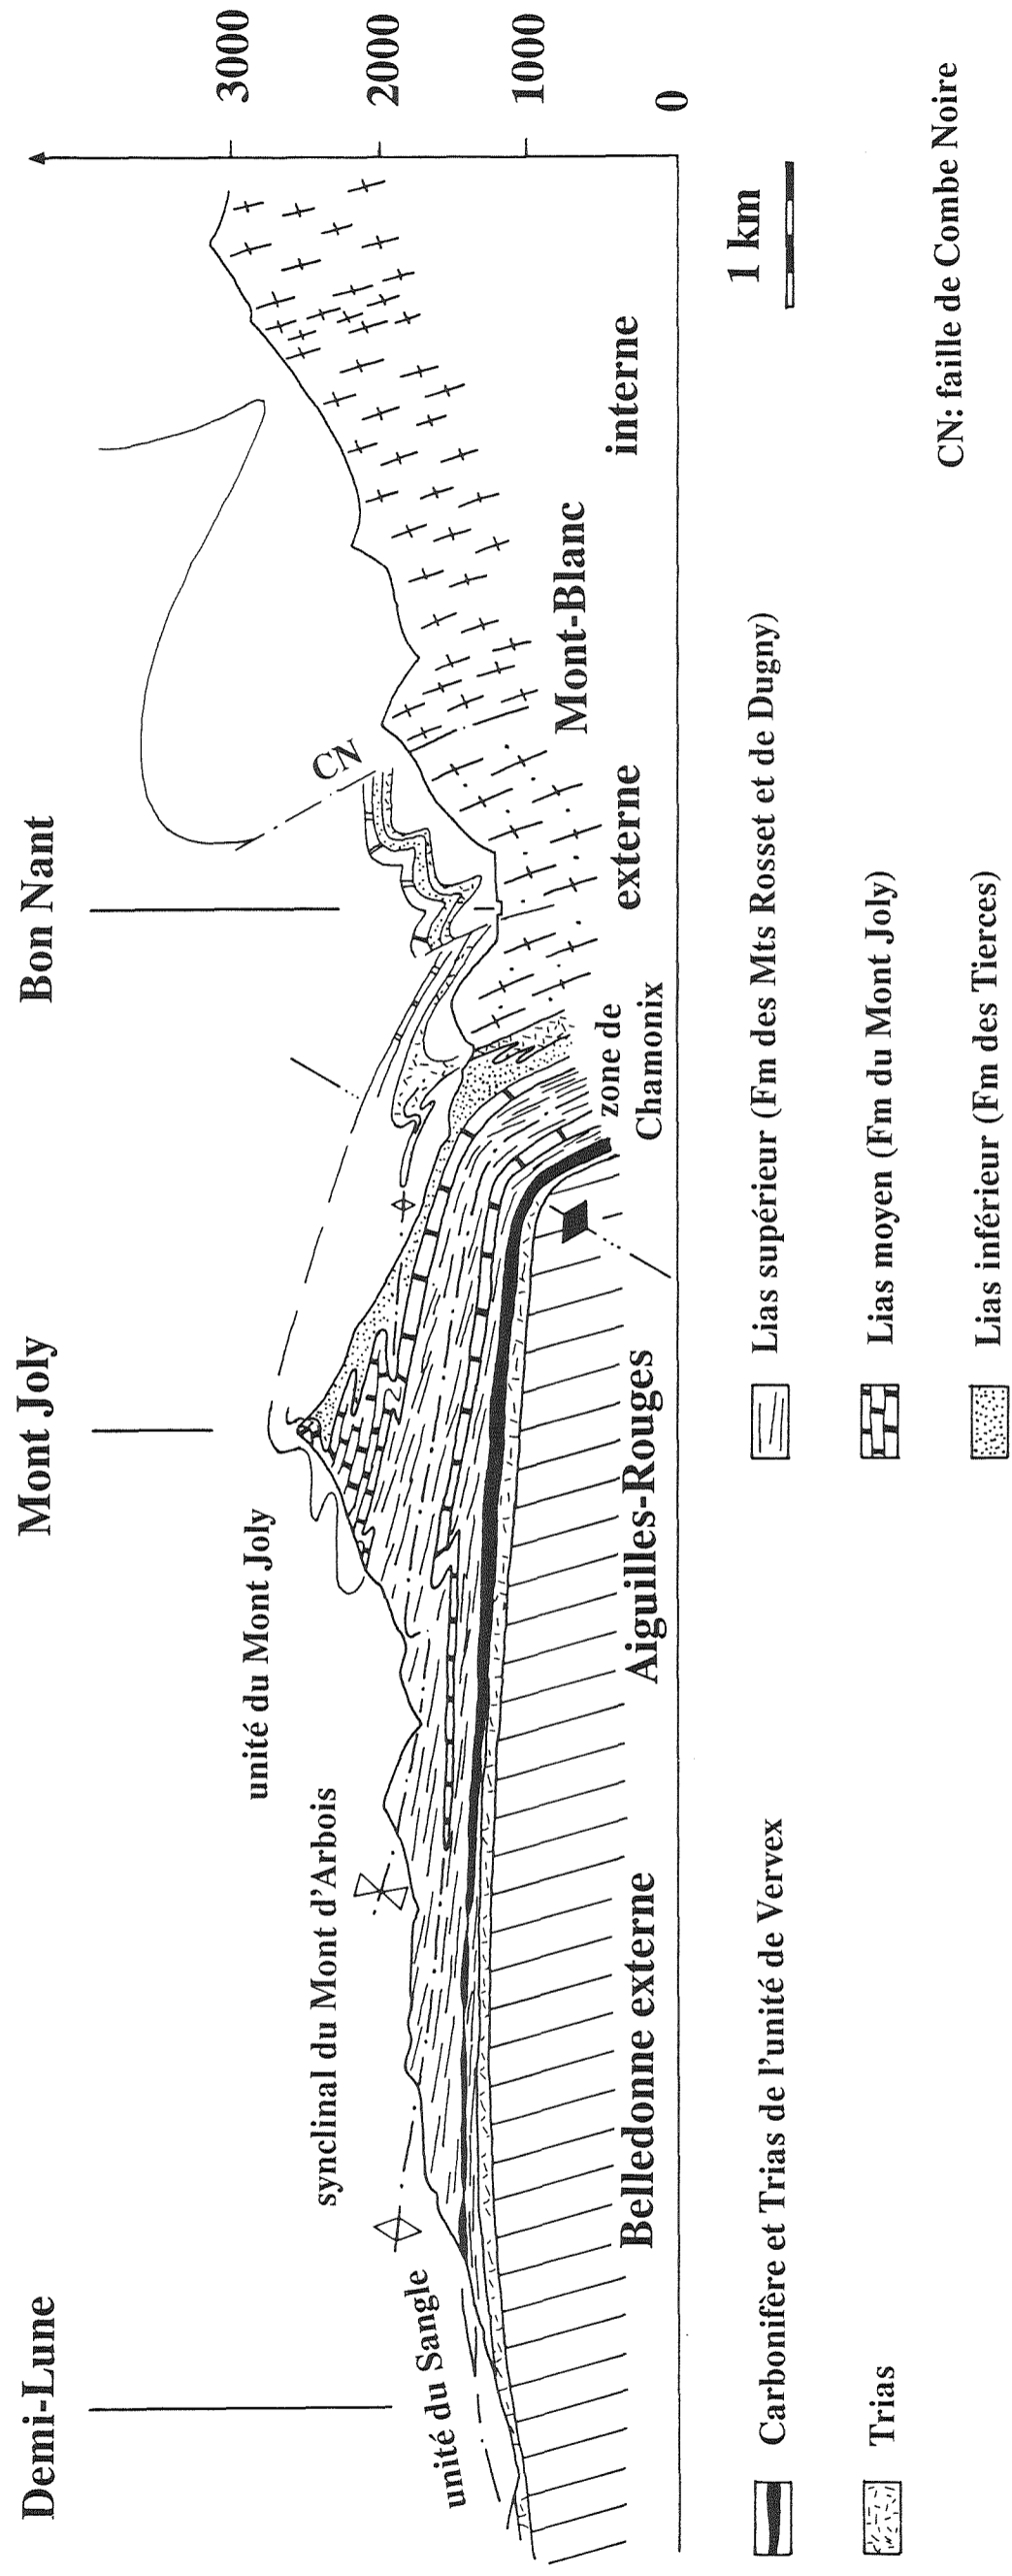 Demi-Lune
Mont Joly
Bon Nant
3000
2000
1000
0
unité du Mont Joly
synclinal du Mont d'Arbois
unité du Sangle
CN
Belledonne externe
Aiguilles-Rouges
zone de
Chamonix
externe
Mont-Blanc
interne
1 km
Carbonifère et Trias de l'unité de Vervex
Trias
Lias supérieur (Fm des Mts Rosset et de Dugny)
Lias moyen (Fm du Mont Joly)
Lias inférieur (Fm des Tierces)
CN: faille de Combe Noire